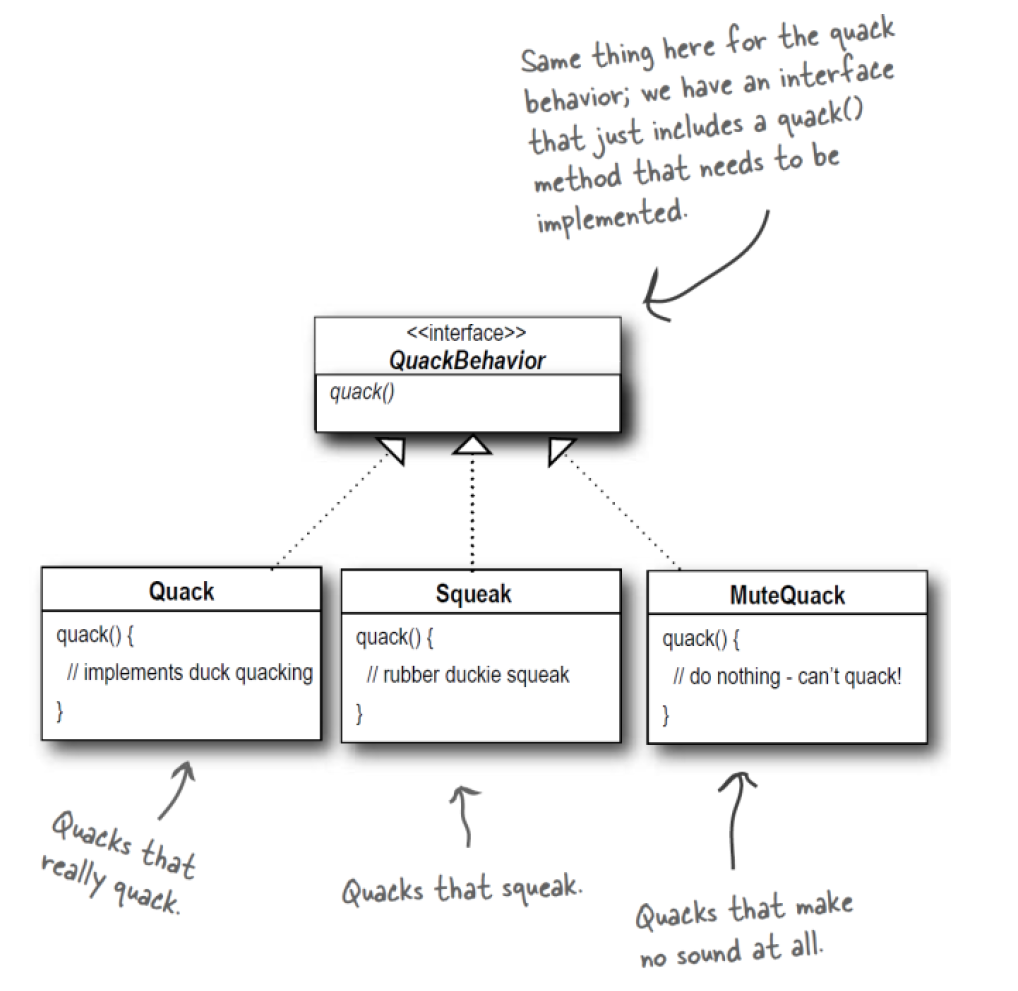 Same thing here for the quack
behavior; we have an interface
that just includes a quack()
method that needs to be
implemented.
<<interface>>
QuackBehavior
quack()
Quack
quack() {
// implements duck quacking
}
Squeak
quack() {
// rubber duckie squeak
}
MuteQuack
quack() {
// do nothing - can't quack!
}
Quacks that
really quack.
Quacks that squeak.
Quacks that make
no sound at all.